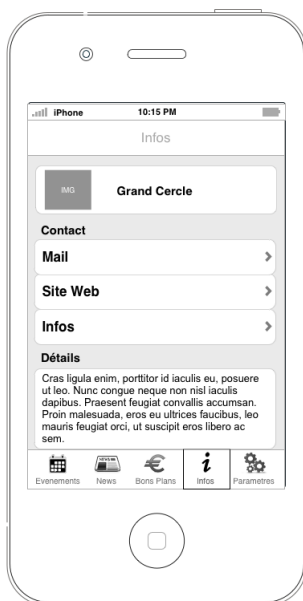 iPhone 10:15 PM
Infos
IMG Grand Cercle
Contact
Mail
Site Web
Infos
Détails
Cras ligula enim, porttitor id iaculis eu, posuere
ut leo. Nunc congue neque non nisl iaculis
dapibus. Praesent feugiat convallis accumsan.
Proin malesuada, eros eu ultrices faucibus, leo
mauris feugiat orci, ut suscipit eros libero ac
sem.
Evenements News Bons Plans Infos Parametres